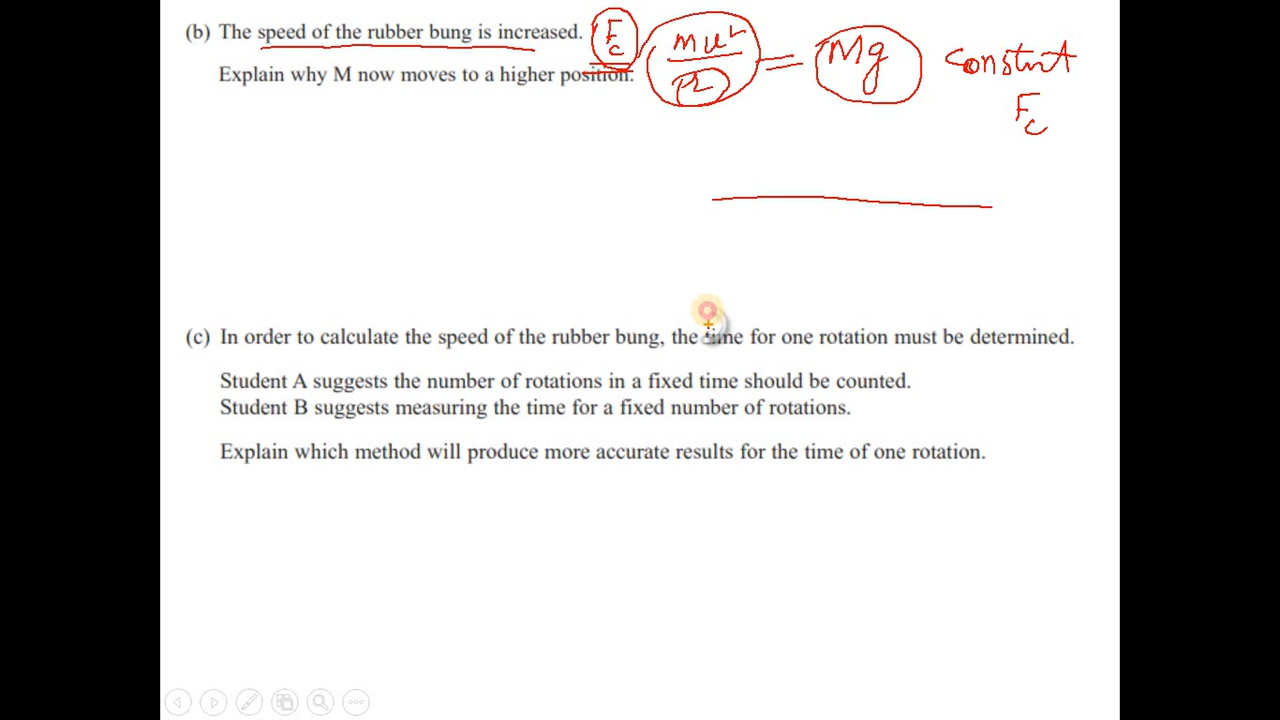 (b) The speed of the rubber bung is increased.
Explain why M now moves to a higher position.
Fc
mv²
r
= Mg
constant
Fc
(c) In order to calculate the speed of the rubber bung, the time for one rotation must be determined.
Student A suggests the number of rotations in a fixed time should be counted.
Student B suggests measuring the time for a fixed number of rotations.
Explain which method will produce more accurate results for the time of one rotation.